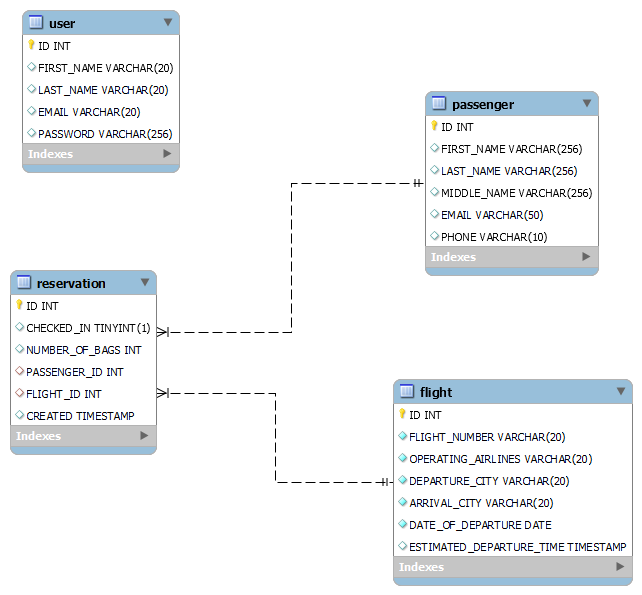 user
ID INT
FIRST_NAME VARCHAR(20)
LAST_NAME VARCHAR(20)
EMAIL VARCHAR(20)
PASSWORD VARCHAR(256)
Indexes
passenger
ID INT
FIRST_NAME VARCHAR(256)
LAST_NAME VARCHAR(256)
MIDDLE_NAME VARCHAR(256)
EMAIL VARCHAR(50)
PHONE VARCHAR(10)
Indexes
reservation
ID INT
CHECKED_IN TINYINT(1)
NUMBER_OF_BAGS INT
PASSENGER_ID INT
FLIGHT_ID INT
CREATED TIMESTAMP
Indexes
flight
ID INT
FLIGHT_NUMBER VARCHAR(20)
OPERATING_AIRLINES VARCHAR(20)
DEPARTURE_CITY VARCHAR(20)
ARRIVAL_CITY VARCHAR(20)
DATE_OF_DEPARTURE DATE
ESTIMATED_DEPARTURE_TIME TIMESTAMP
Indexes